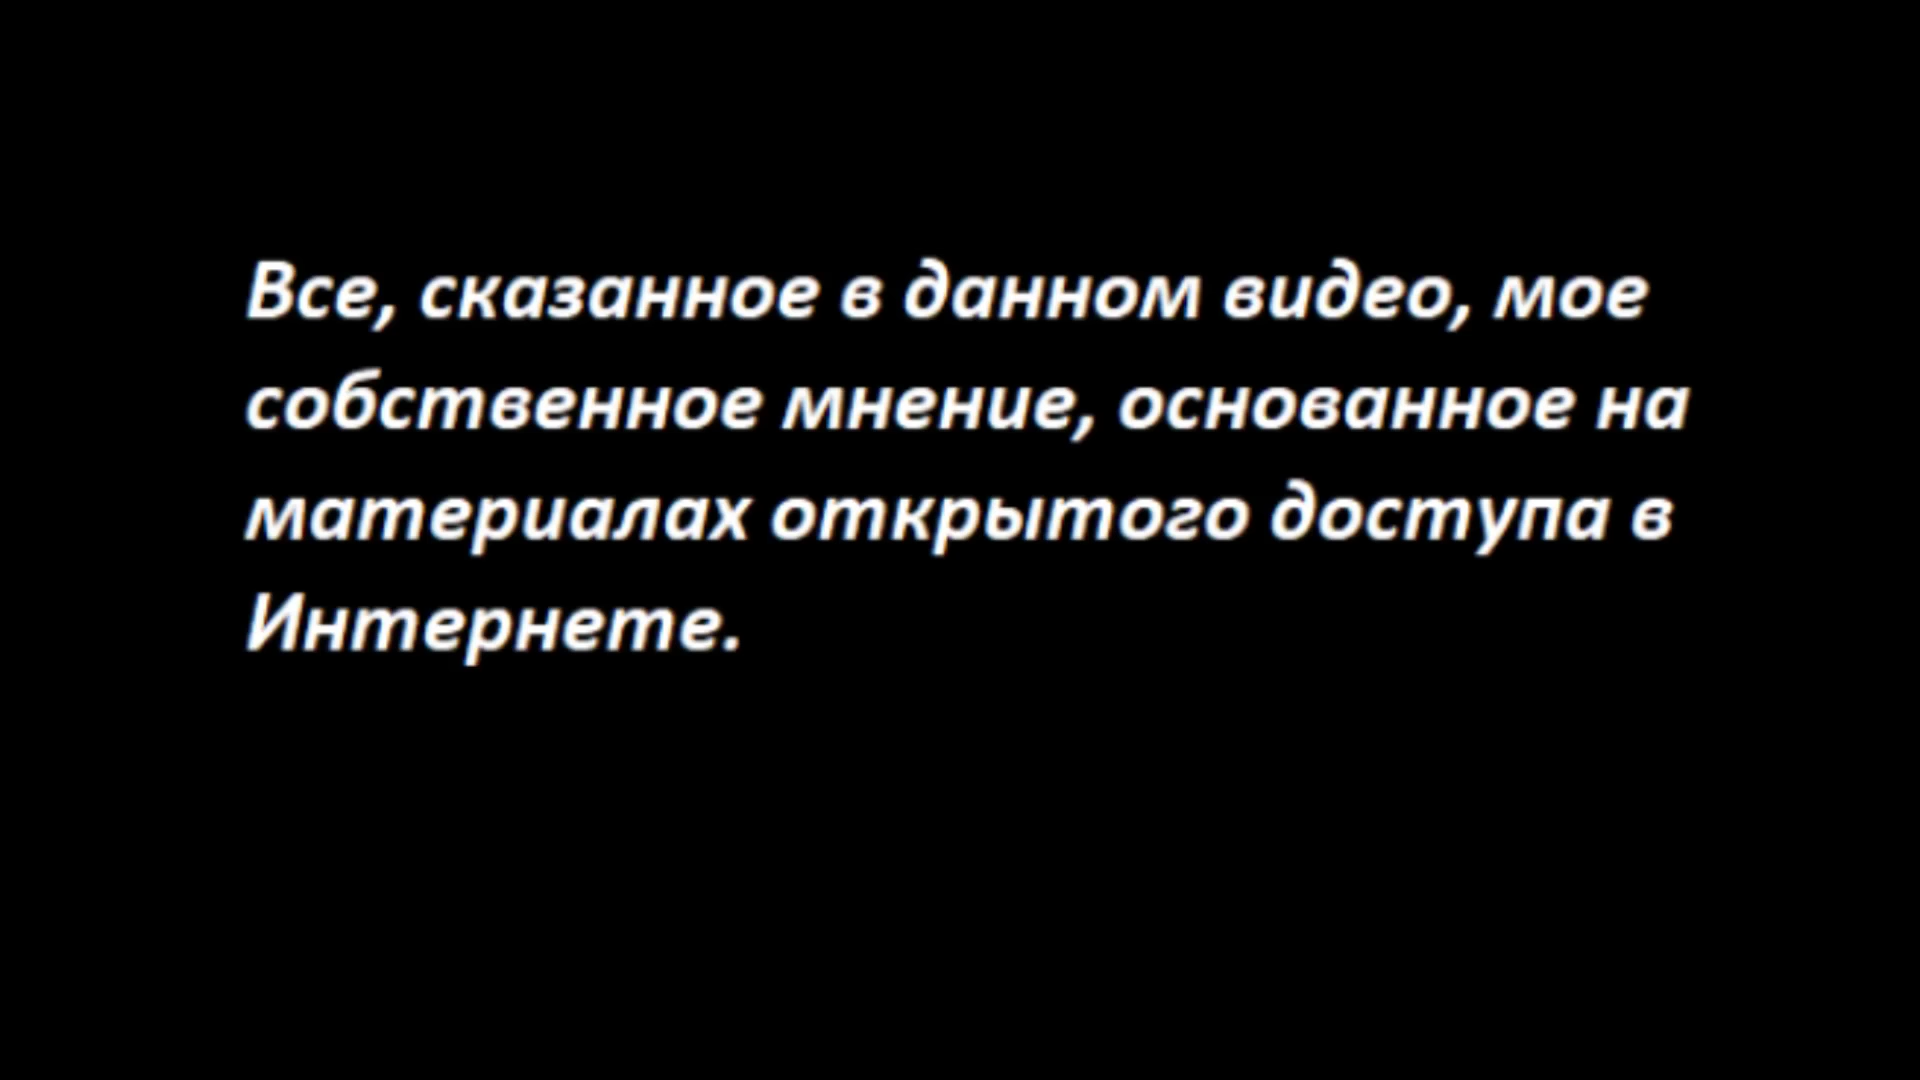 Все, сказанное в данном видео, мое
собственное мнение, основанное на
материалах открытого доступа в
Интернете.